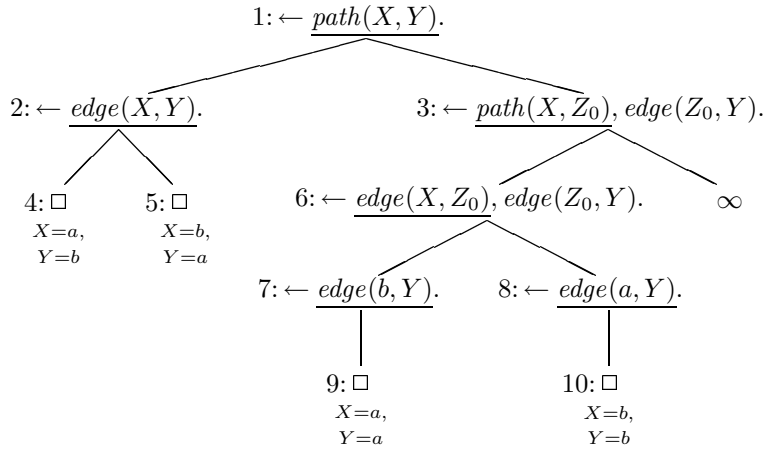 1: ← path(X, Y).
2: ← edge(X, Y). 3: ← path(X, Z₀), edge(Z₀, Y).
4: □ 5: □ 6: ← edge(X, Z₀), edge(Z₀, Y). ∞
X=a, X=b,
Y=b Y=a
7: ← edge(b, Y). 8: ← edge(a, Y).
9: □ 10: □
X=a, X=b,
Y=a Y=b